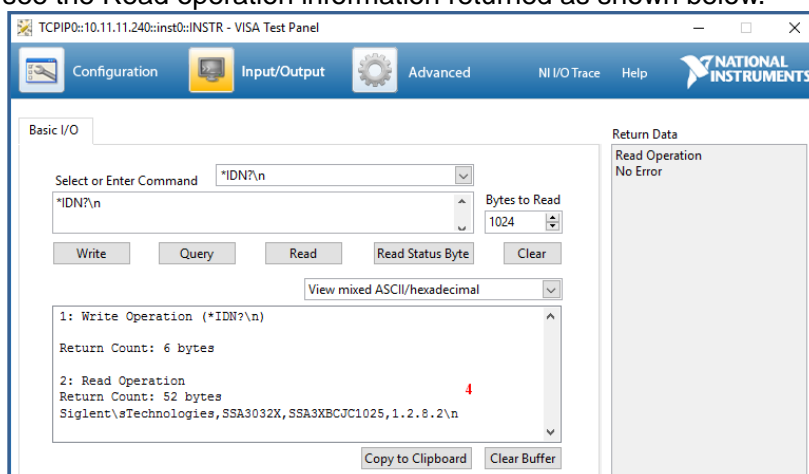 see the Read operation information returned as shown below.
TCPIP0::10.11.11.240::inst0::INSTR - VISA Test Panel
Configuration Input/Output Advanced NI I/O Trace Help NATIONAL INSTRUMENTS
Basic I/O
Return Data
Read Operation
No Error
Select or Enter Command *IDN?\n
*IDN?\n
Bytes to Read
1024
Write Query Read Read Status Byte Clear
View mixed ASCII/hexadecimal
1: Write Operation (*IDN?\n)
Return Count: 6 bytes
2: Read Operation
4
Return Count: 52 bytes
Siglent\sTechnologies,SSA3032X,SSA3XBCJC1025,1.2.8.2\n
Copy to Clipboard Clear Buffer